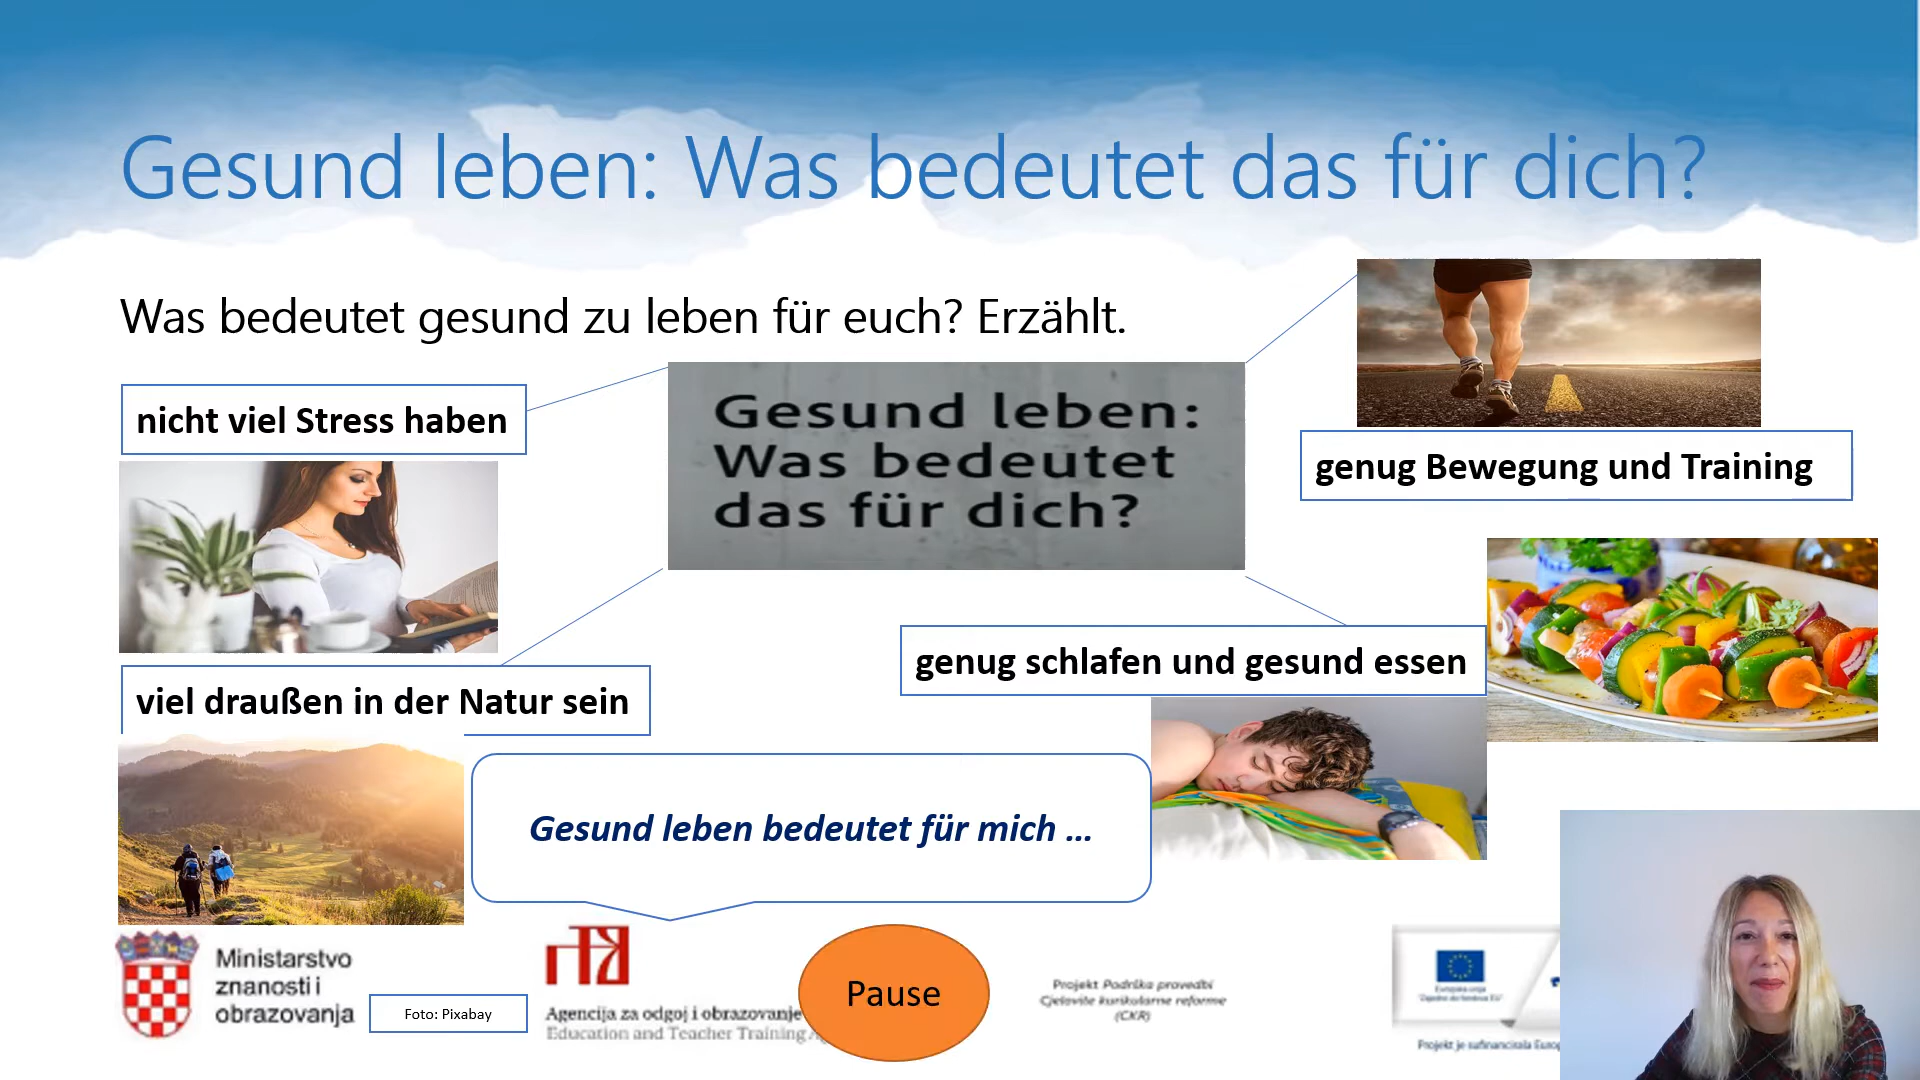 Gesund leben: Was bedeutet das für dich?
Was bedeutet gesund zu leben für euch? Erzählt.
nicht viel Stress haben
Gesund leben:
Was bedeutet
das für dich?
genug Bewegung und Training
genug schlafen und gesund essen
viel draußen in der Natur sein
Gesund leben bedeutet für mich ...
Ministarstvo
znanosti i
obrazovanja
Foto: Pixabay
Agencija za odgoj i obrazovanje
Education and Teacher Training
Pause
Projekt Podrška provedbi
Cjelovite kurikularne reforme
(CKR)
Europska unija
Projekt je sufinancirala